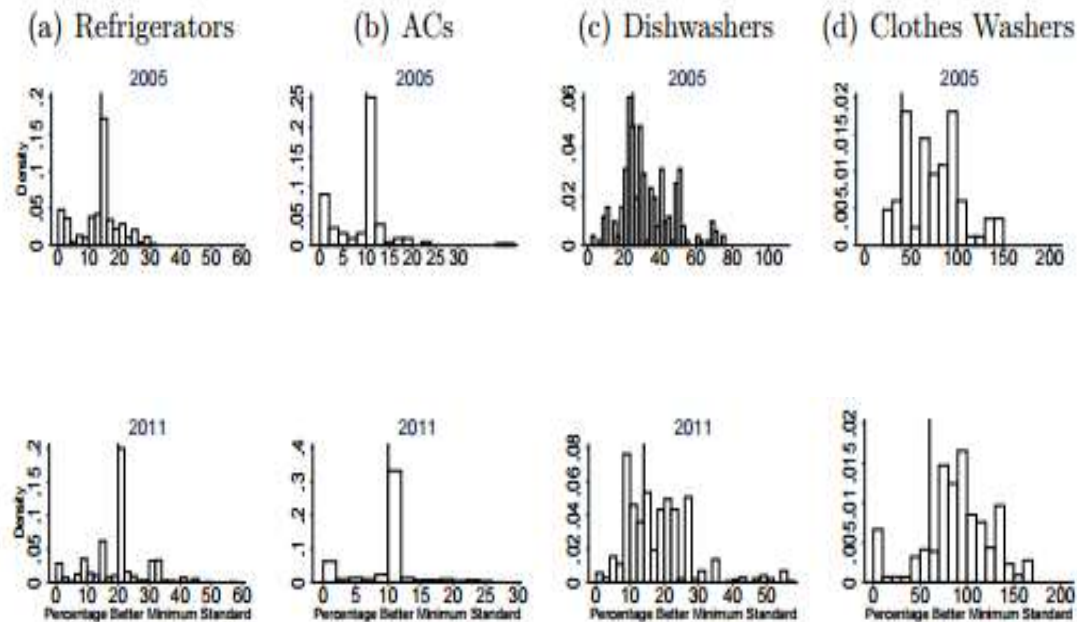 (a) Refrigerators
(b) ACs
(c) Dishwashers
(d) Clothes Washers
2005
Density
0 .05 .1 .15 .2
0 10 20 30 40 50 60
2005
0 .05 .1 .15 .2 .25
0 5 10 15 20 25 30
2005
0 .02 .04 .06
0 20 40 60 80 100
2005
0 .005 .01 .015 .02
0 50 100 150 200
2011
Density
0 .05 .1 .15 .2
0 10 20 30 40 50 60
Percentage Better Minimum Standard
2011
0 .1 .2 .3 .4
0 5 10 15 20 25 30
Percentage Better Minimum Standard
2011
0 .02 .04 .06 .08
0 10 20 30 40 50
Percentage Better Minimum Standard
0 .005 .01 .015 .02
0 50 100 150 200
Percentage Better Minimum Standard